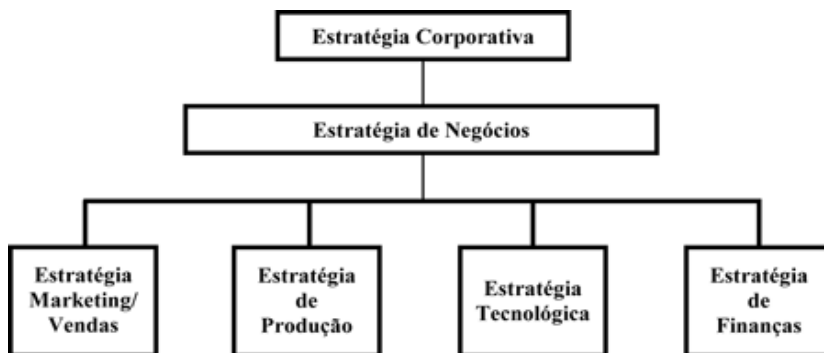 Estratégia Corporativa
Estratégia de Negócios
Estratégia
Marketing/
Vendas
Estratégia
de
Produção
Estratégia
Tecnológica
Estratégia
de
Finanças